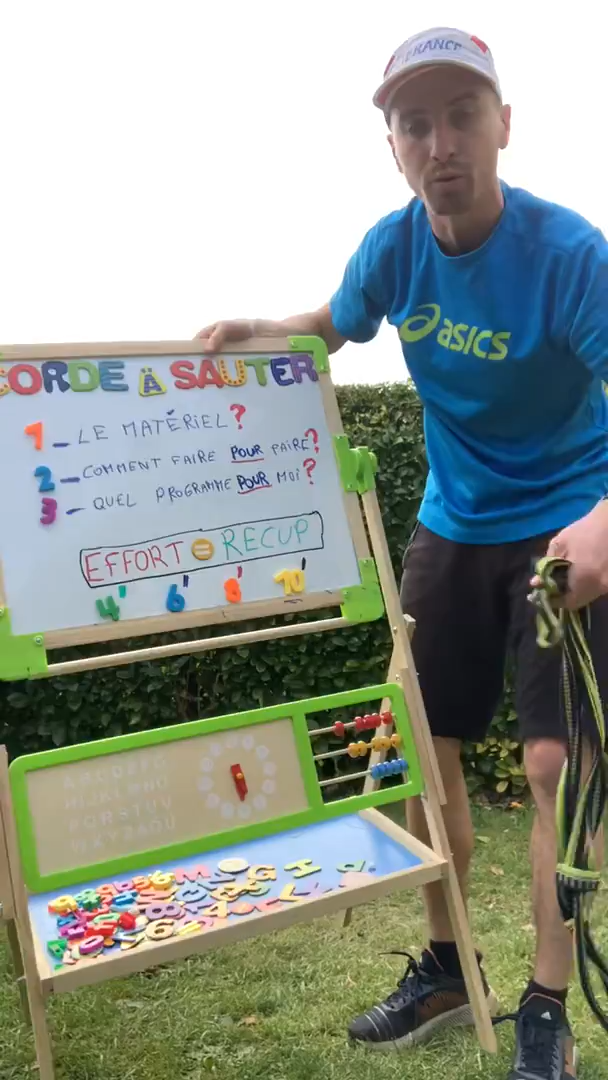 FRANCE
asics
CORDE À SAUTER
1 - LE MATÉRIEL?
2 - COMMENT FAIRE POUR FAIRE?
3 - QUEL PROGRAMME POUR MOI?
EFFORT = RECUP
4' 6' 8' 10'